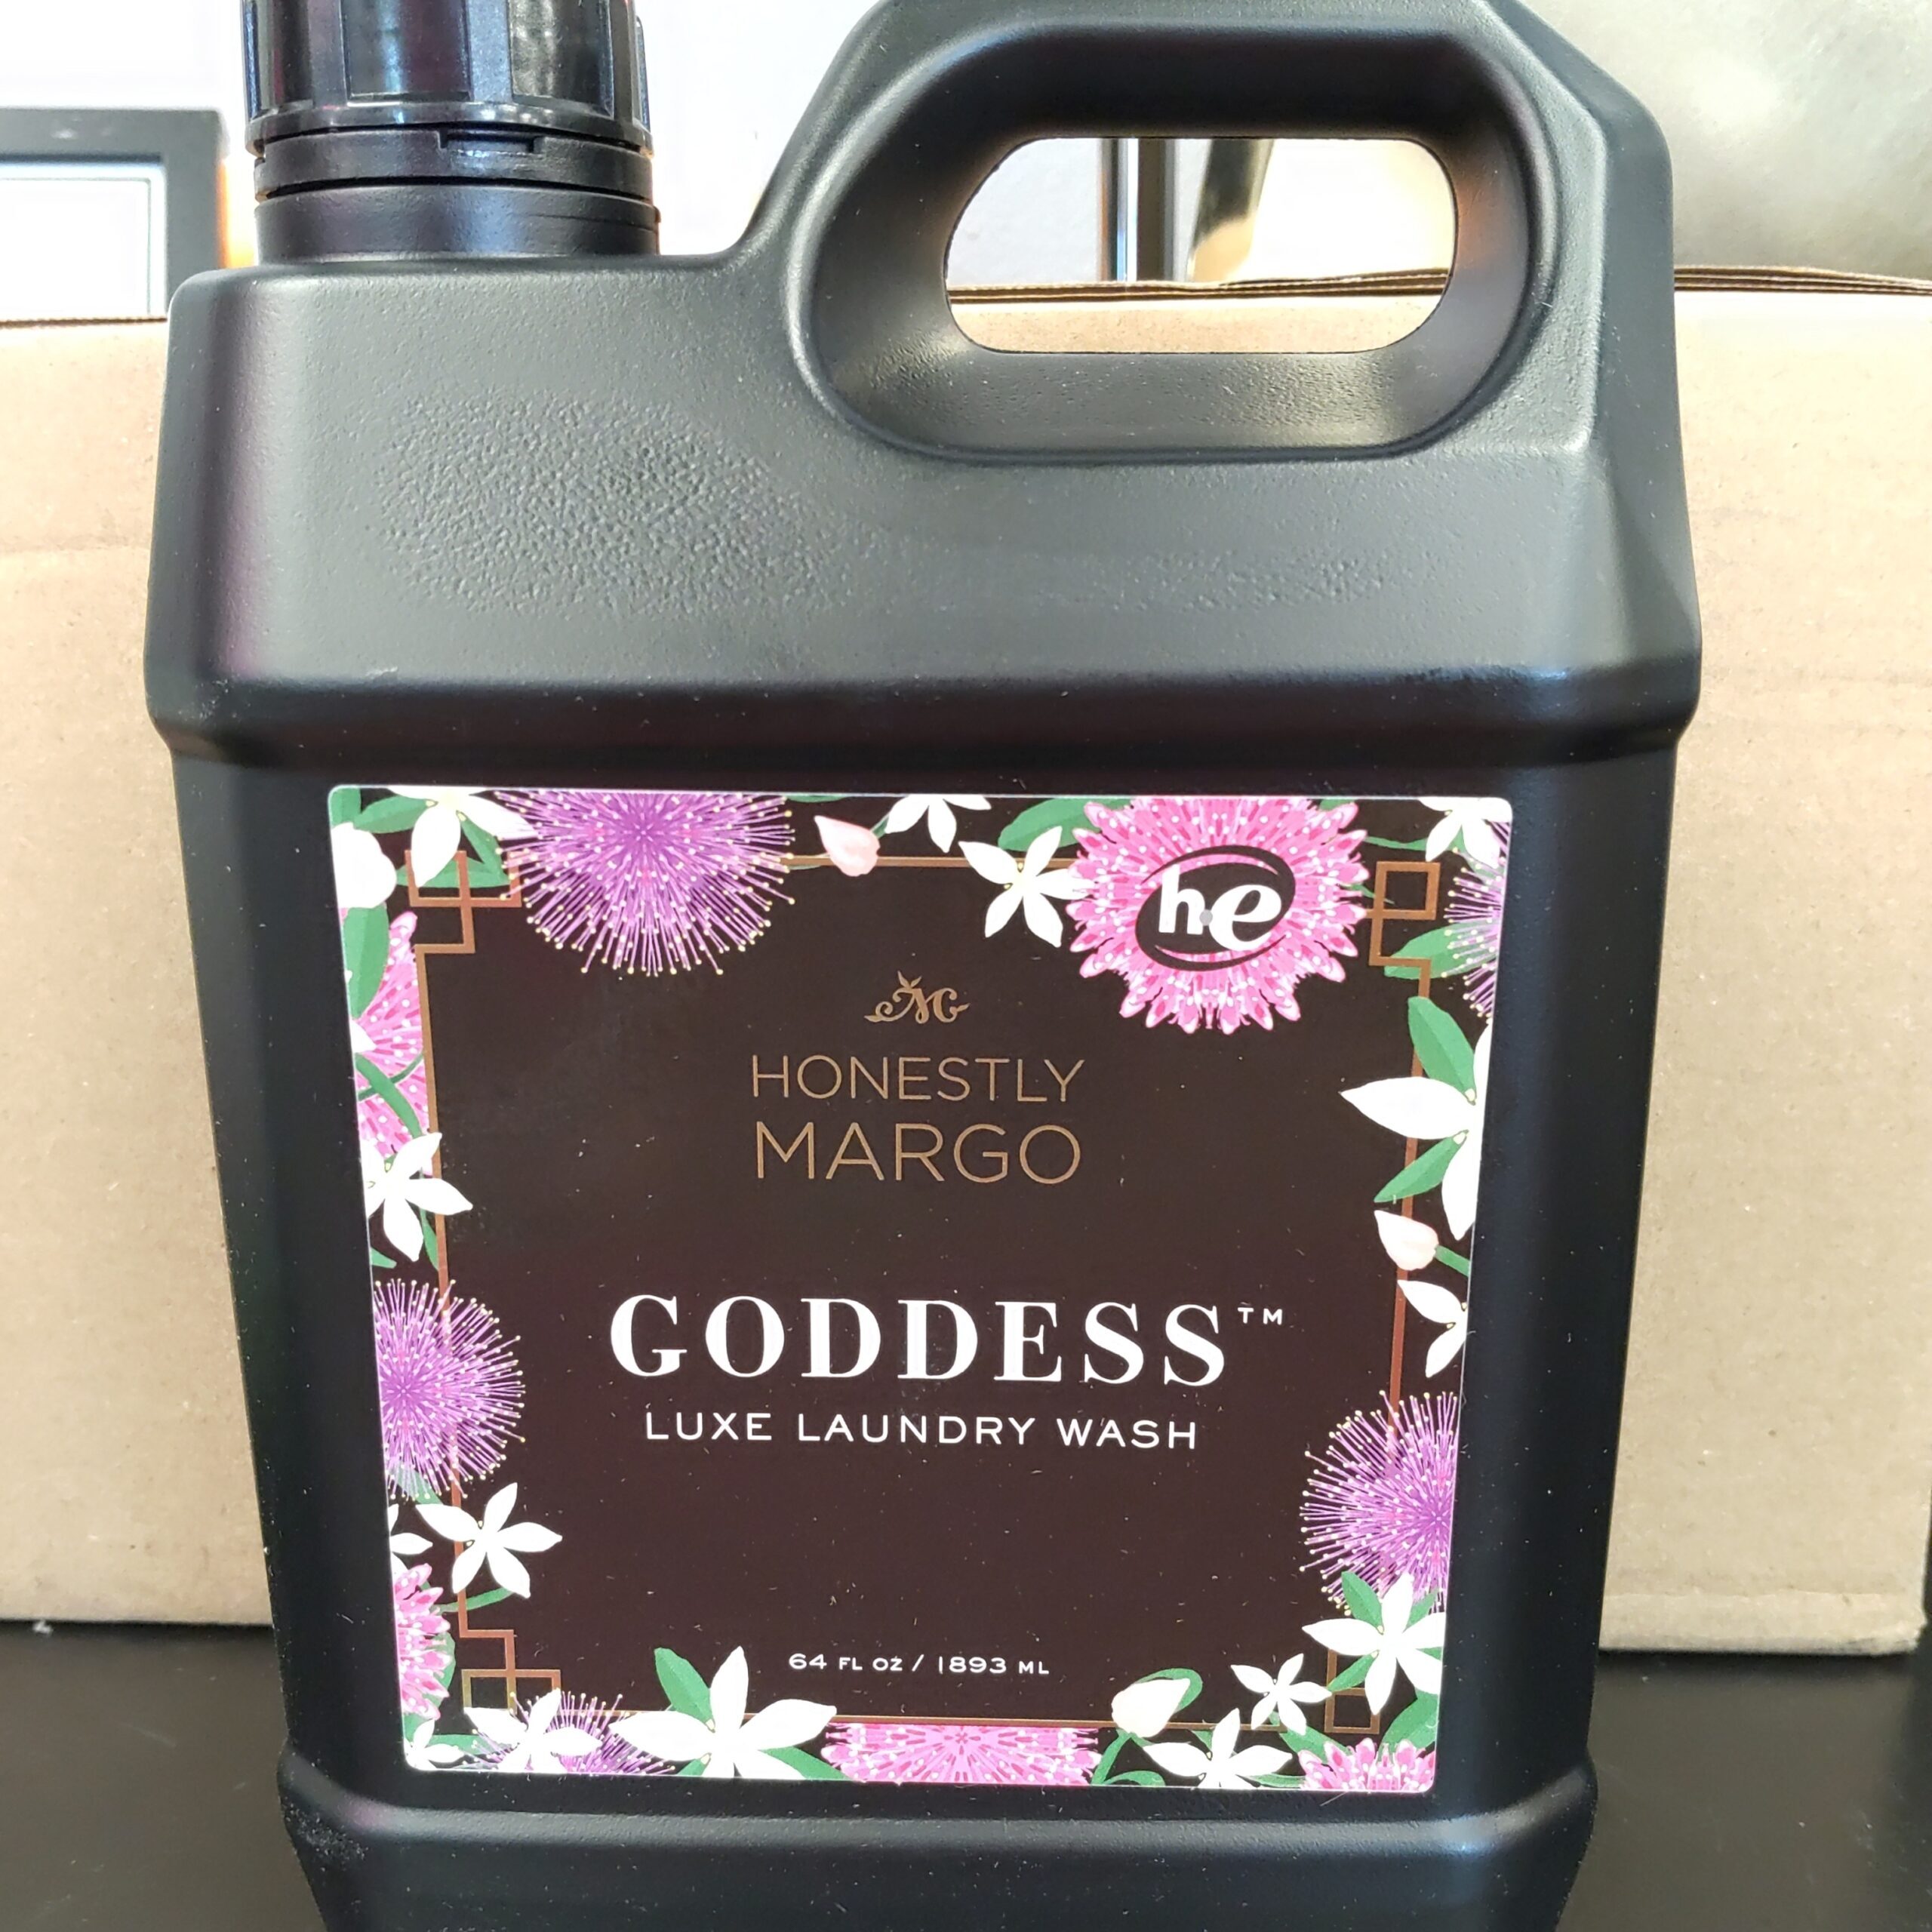 he
M
HONESTLY
MARGO
GODDESS™
LUXE LAUNDRY WASH
64 FL OZ / 1893 ML